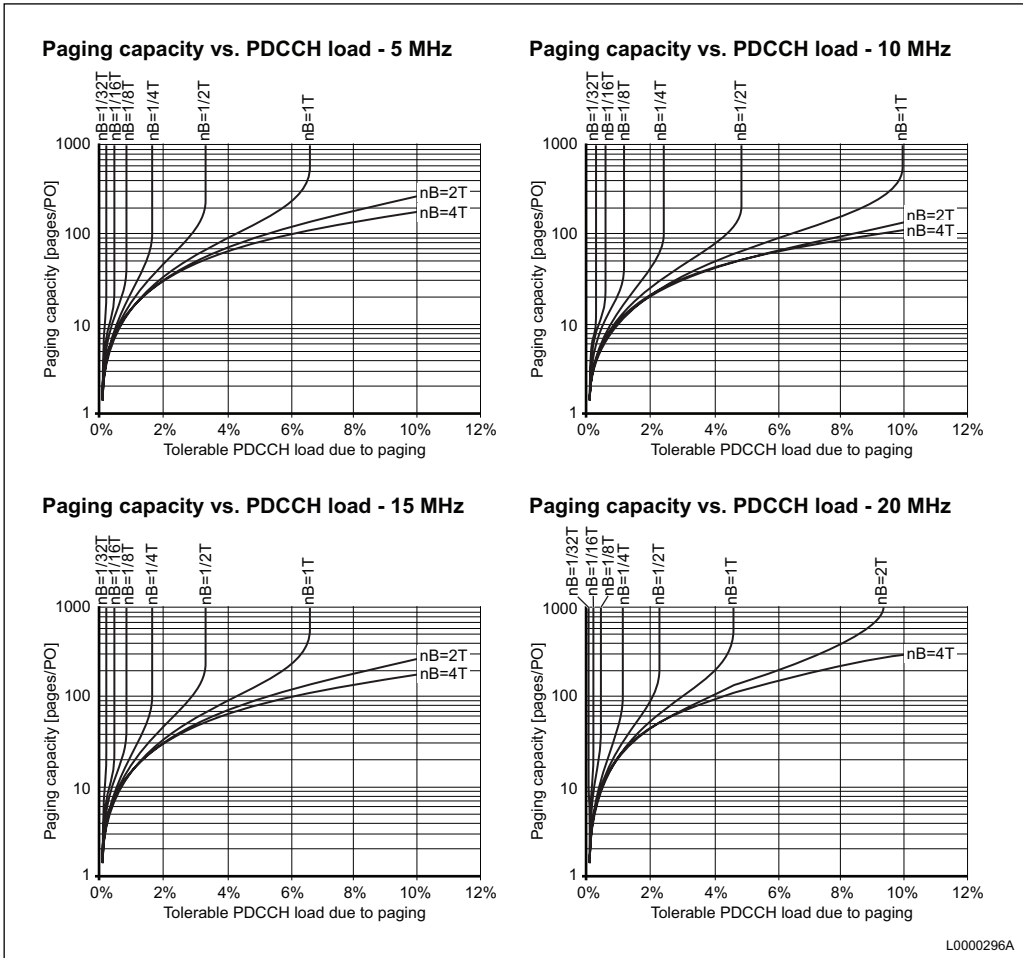 Paging capacity vs. PDCCH load - 5 MHz
nB=1/32T
nB=1/16T
nB=1/8T
nB=1/4T
nB=1/2T
nB=1T
1000
100
10
1
Paging capacity [pages/PO]
nB=2T
nB=4T
0% 2% 4% 6% 8% 10% 12%
Tolerable PDCCH load due to paging
Paging capacity vs. PDCCH load - 10 MHz
nB=1/32T
nB=1/16T
nB=1/8T
nB=1/4T
nB=1/2T
nB=1T
1000
100
10
1
Paging capacity [pages/PO]
nB=2T
nB=4T
0% 2% 4% 6% 8% 10% 12%
Tolerable PDCCH load due to paging
Paging capacity vs. PDCCH load - 15 MHz
nB=1/32T
nB=1/16T
nB=1/8T
nB=1/4T
nB=1/2T
nB=1T
1000
100
10
1
Paging capacity [pages/PO]
nB=2T
nB=4T
0% 2% 4% 6% 8% 10% 12%
Tolerable PDCCH load due to paging
Paging capacity vs. PDCCH load - 20 MHz
nB=1/32T
nB=1/16T
nB=1/8T
nB=1/4T
nB=1/2T
nB=1T
nB=2T
1000
100
10
1
Paging capacity [pages/PO]
nB=4T
0% 2% 4% 6% 8% 10% 12%
Tolerable PDCCH load due to paging
L0000296A